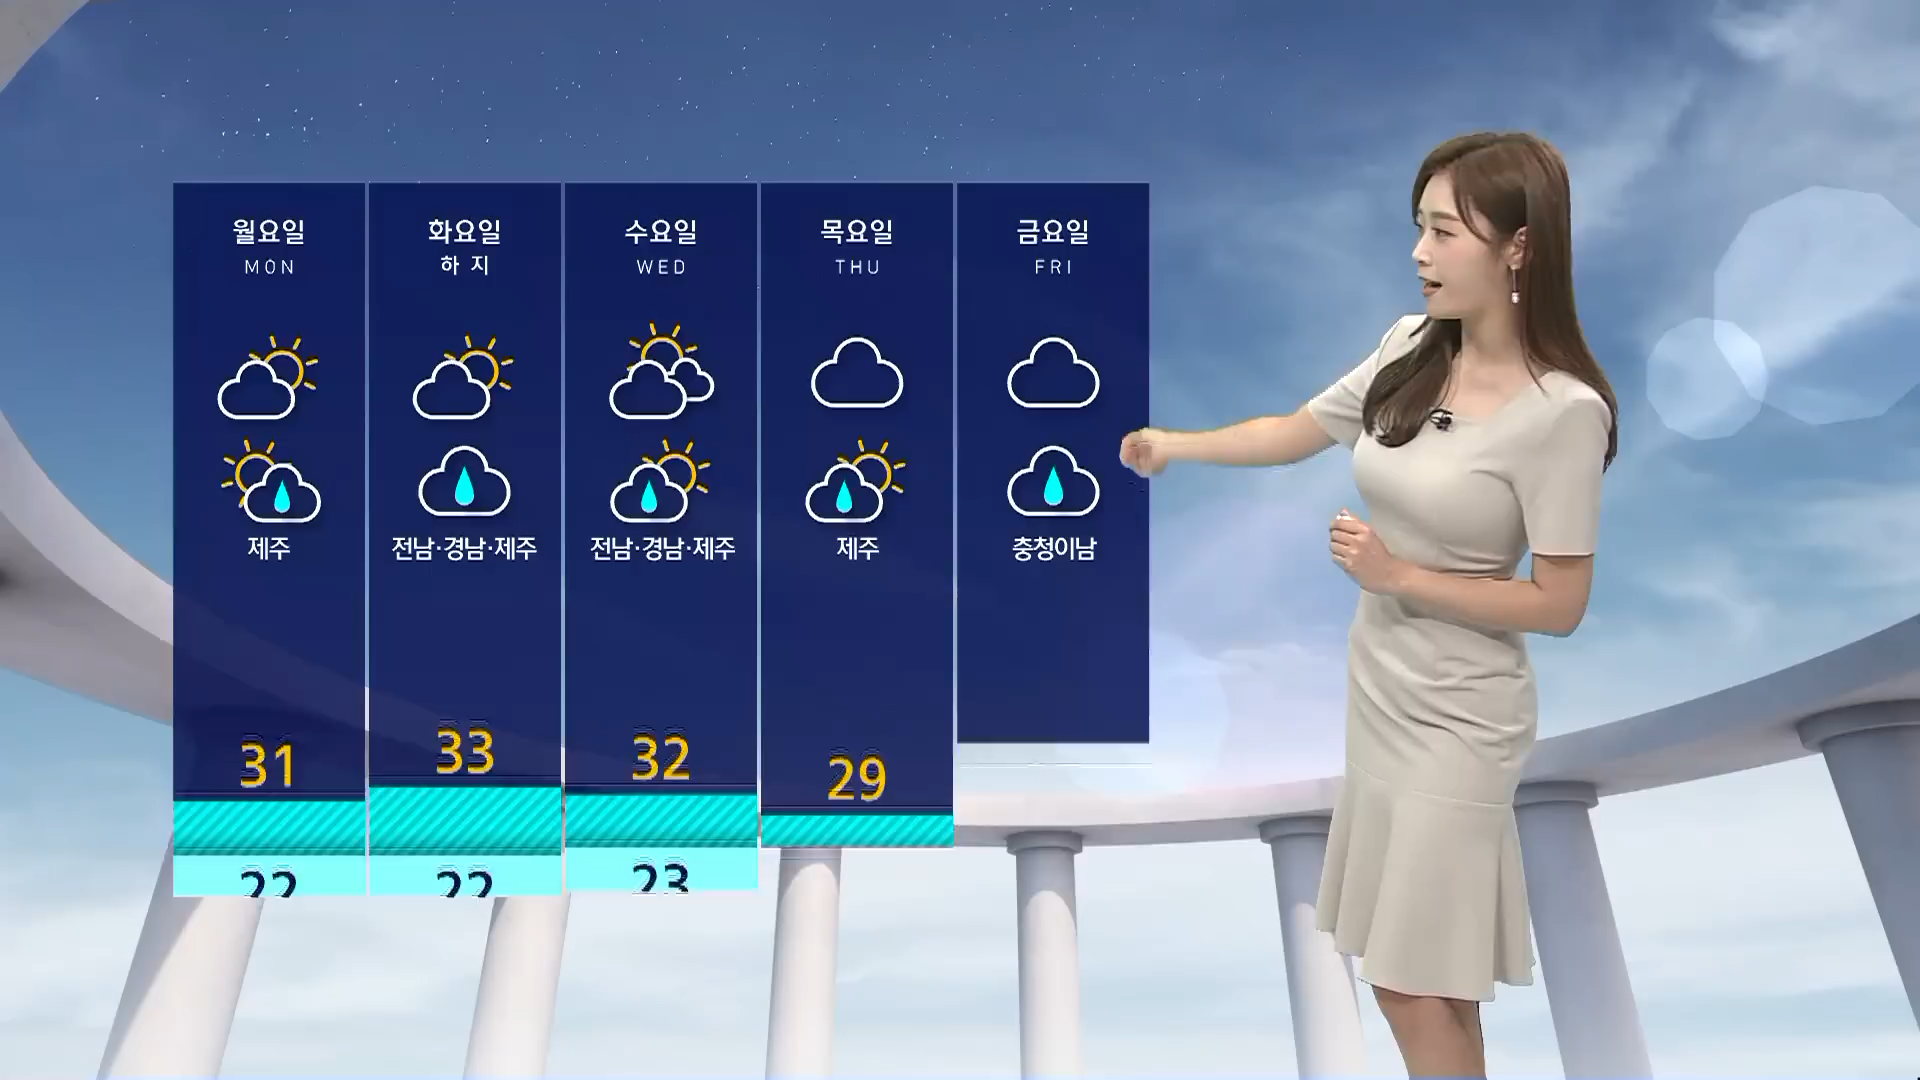 월요일
MON
제주
31
22
화요일
하 지
전남·경남·제주
33
22
수요일
WED
전남·경남·제주
32
23
목요일
THU
제주
29
금요일
FRI
충청이남